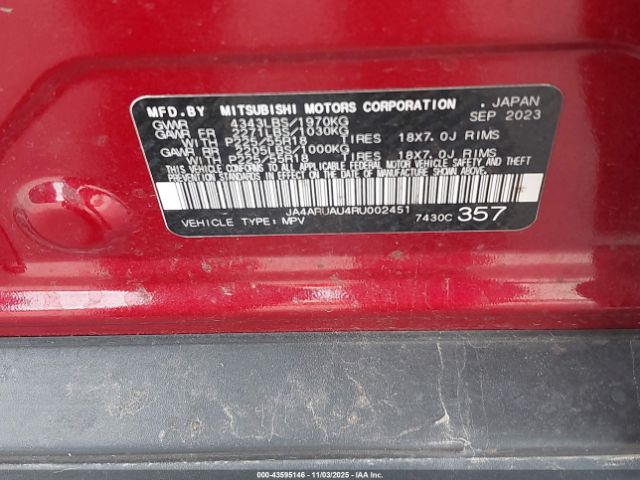 MFD.BY MITSUBISHI MOTORS CORPORATION . JAPAN
GVWR 4343LBS/1970KG SEP 2023
GAWR FR 2271LBS/1030KG
WITH P225/55R18 TIRES 18X7.0J RIMS
GAWR RR 2205LBS/1000KG
WITH P225/55R18 TIRES 18X7.0J RIMS
THIS VEHICLE CONFORMS TO ALL APPLICABLE FEDERAL MOTOR VEHICLE SAFETY AND THEFT
PREVENTION STANDARDS IN EFFECT ON THE DATE OF MANUFACTURE SHOWN ABOVE.
JA4ARUAU4RU002451
VEHICLE TYPE: MPV 7430C 357
000-43595146 - 11/03/2025 - IAAI.COM